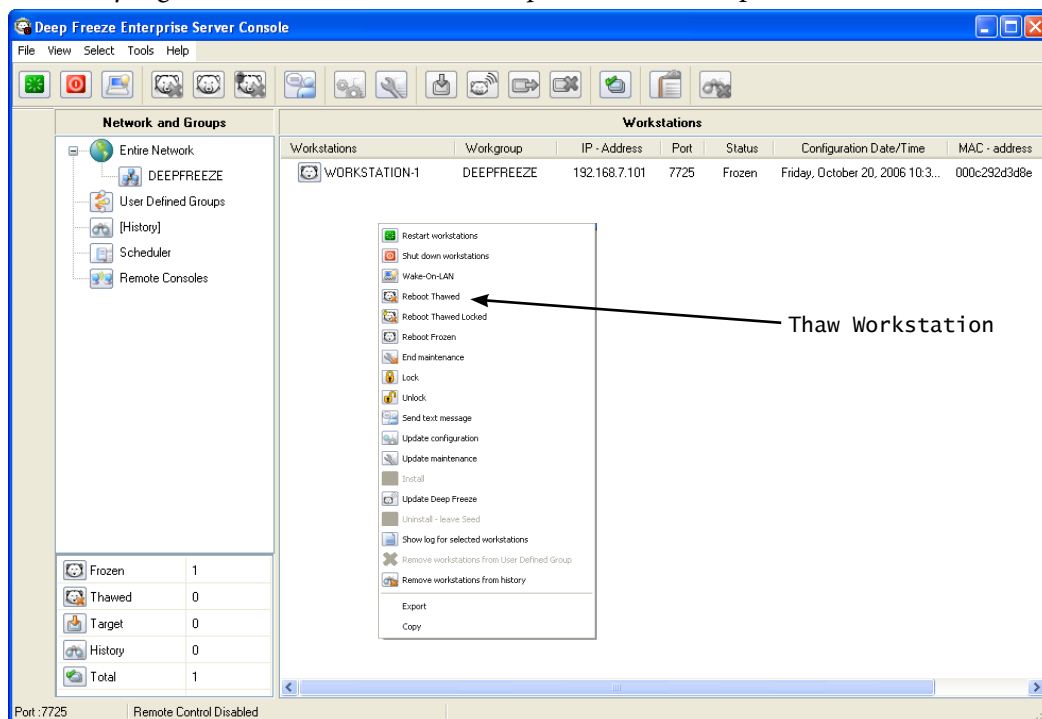 Deep Freeze Enterprise Server Console
File View Select Tools Help
Network and Groups
Workstations
Entire Network
DEEPFREEZE
User Defined Groups
[History]
Scheduler
Remote Consoles
Workstations Workgroup IP - Address Port Status Configuration Date/Time MAC - address
WORKSTATION-1 DEEPFREEZE 192.168.7.101 7725 Frozen Friday, October 20, 2006 10:3... 000c292d3d8e
Restart workstations
Shut down workstations
Wake-On-LAN
Reboot Thawed
Reboot Thawed Locked
Reboot Frozen
End maintenance
Lock
Unlock
Send text message
Update configuration
Update maintenance
Install
Update Deep Freeze
Uninstall - leave Seed
Show log for selected workstations
Remove workstations from User Defined Group
Remove workstations from history
Export
Copy
Thaw Workstation
Frozen 1
Thawed 0
Target 0
History 0
Total 1
Port :7725 Remote Control Disabled